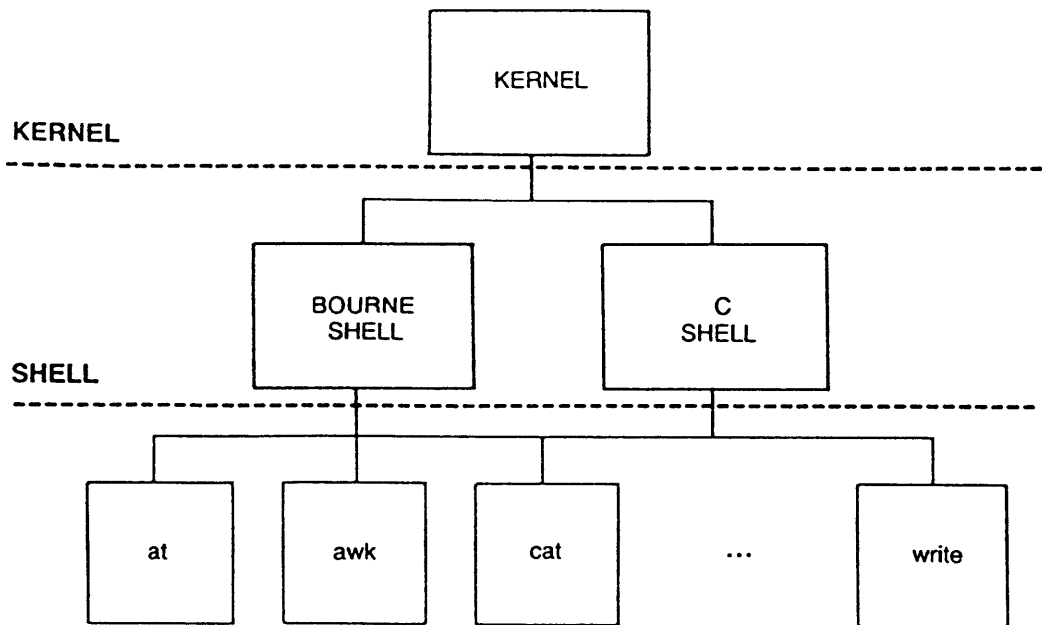 KERNEL
KERNEL
BOURNE
SHELL
C
SHELL
SHELL
at
awk
cat
...
write